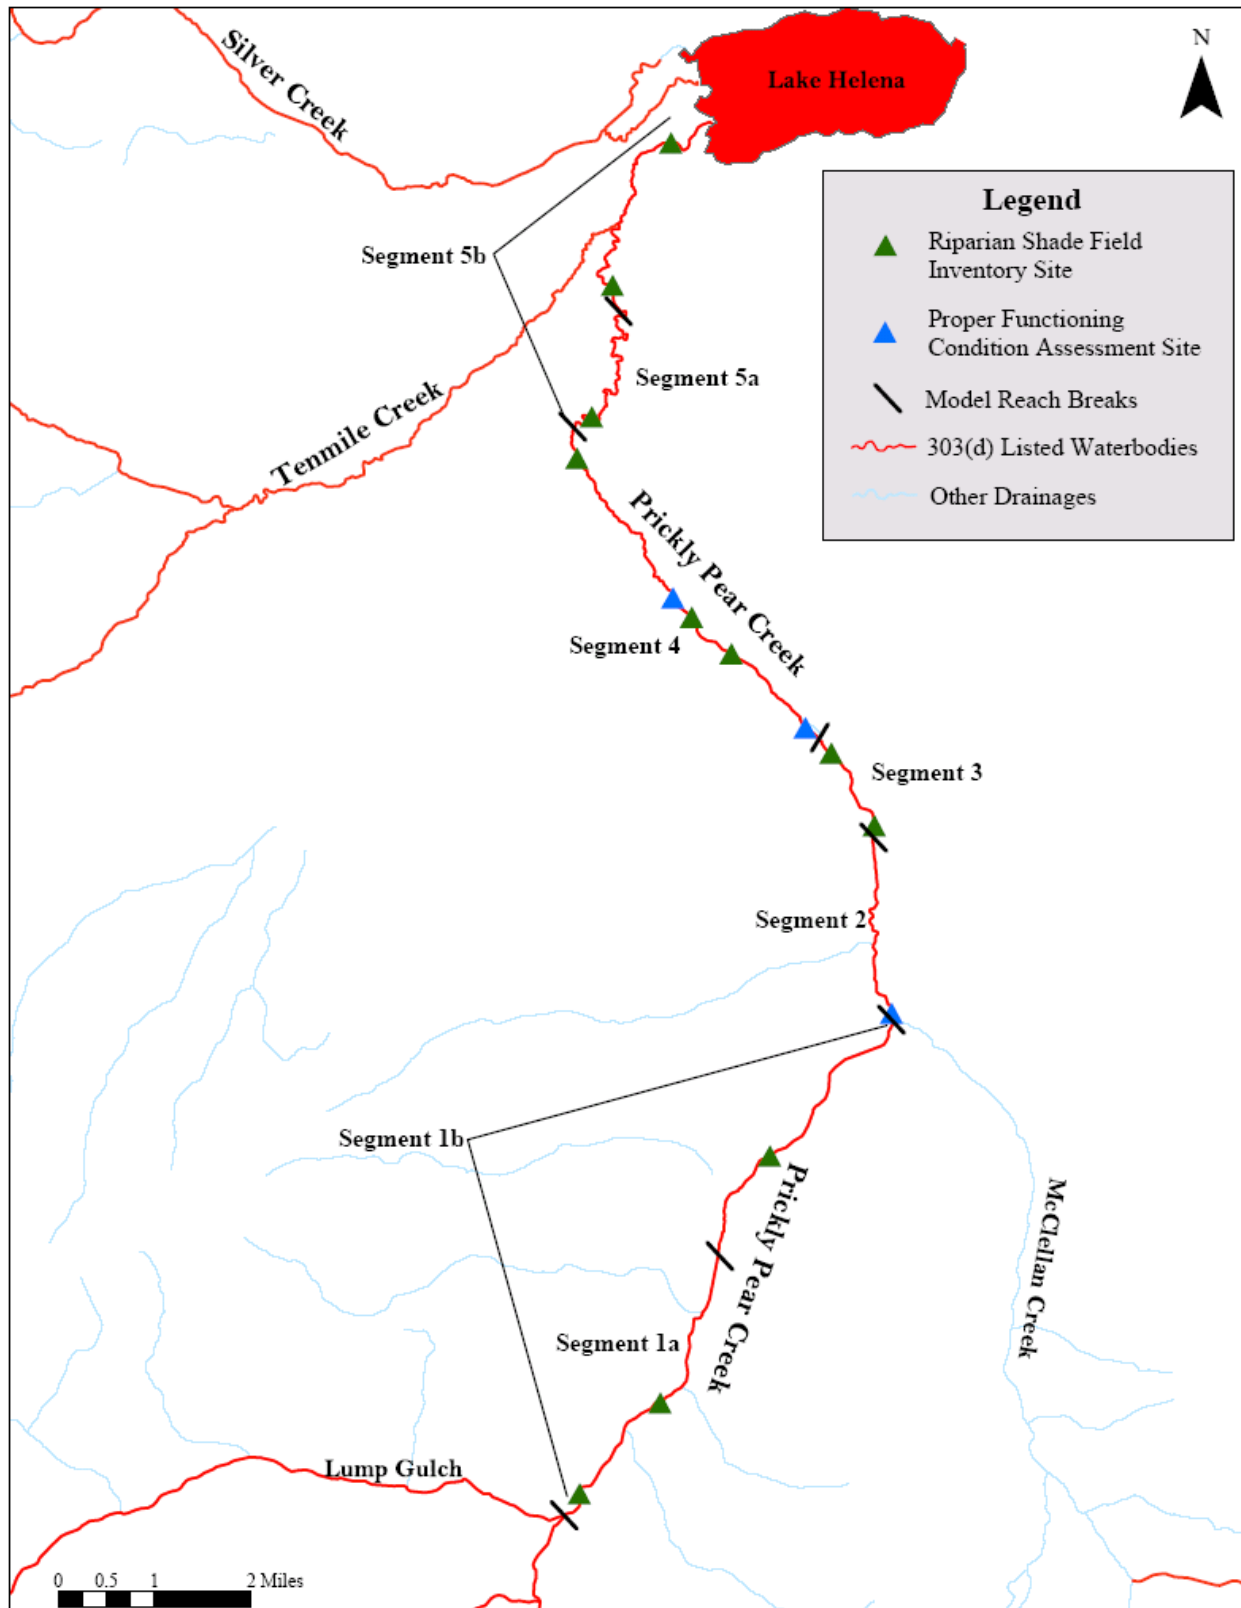 Silver Creek
Lake Helena
N
Legend
Riparian Shade Field
Inventory Site
Proper Functioning
Condition Assessment Site
Model Reach Breaks
303(d) Listed Waterbodies
Other Drainages
Segment 5b
Segment 5a
Tenmile Creek
Prickly Pear Creek
Segment 4
Segment 3
Segment 2
Segment 1b
Prickly Pear Creek
McClellan Creek
Segment 1a
Lump Gulch
0 0.5 1 2 Miles